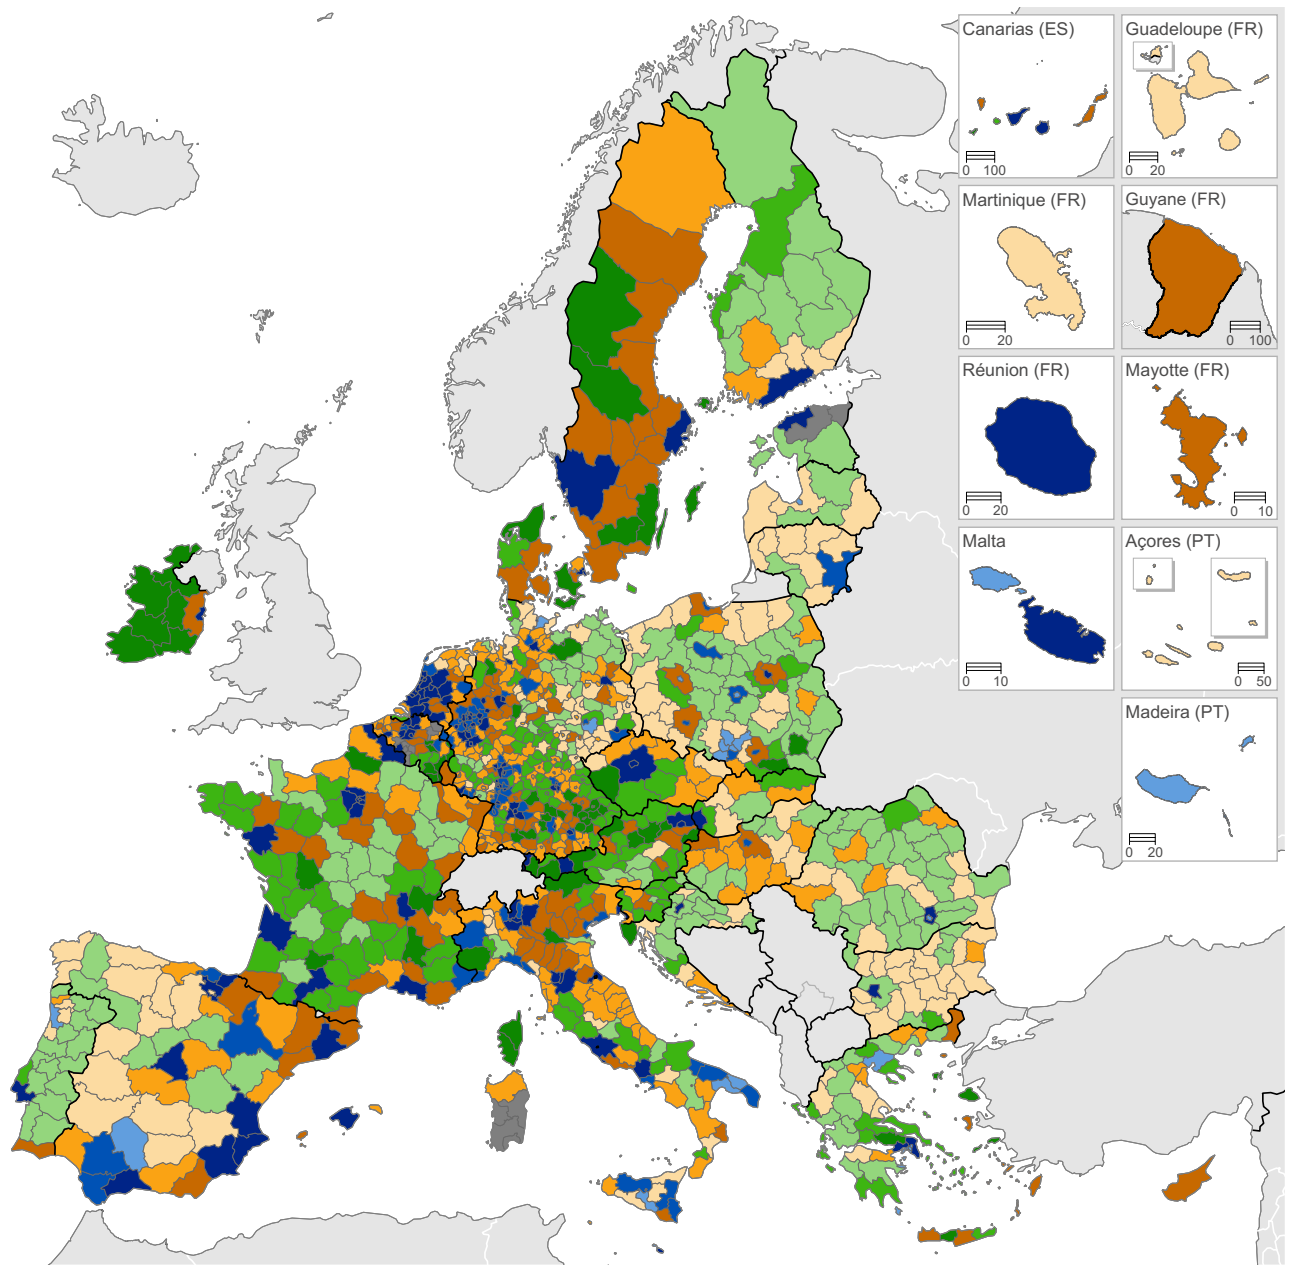 Canarias (ES)
0 100
Guadeloupe (FR)
0 20
Martinique (FR)
0 20
Guyane (FR)
0 100
Réunion (FR)
0 20
Mayotte (FR)
0 10
Malta
0 10
Açores (PT)
0 50
Madeira (PT)
0 20